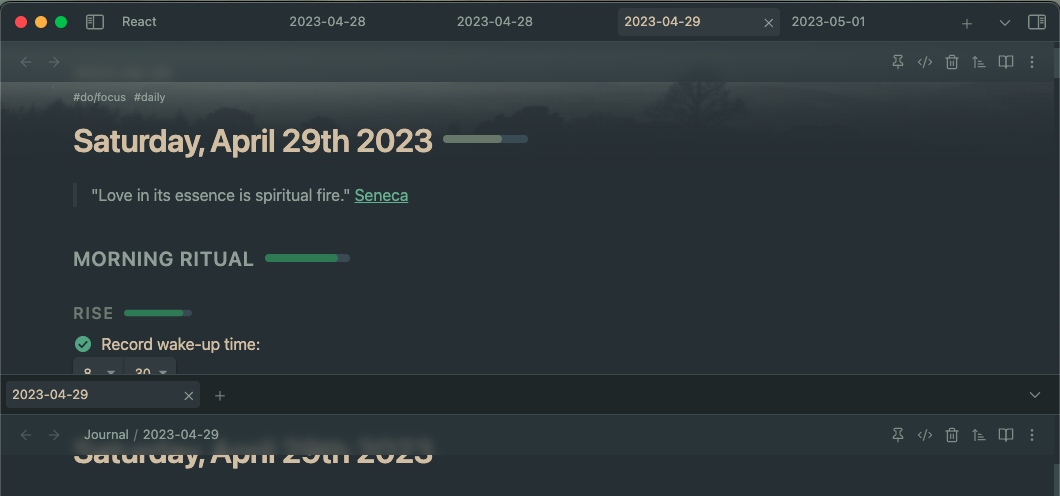 React 2023-04-28 2023-04-28 2023-04-29 2023-05-01
#do/focus #daily
Saturday, April 29th 2023
"Love in its essence is spiritual fire." Seneca
MORNING RITUAL
RISE
Record wake-up time:
8 30
2023-04-29
Journal / 2023-04-29
Saturday, April 29th 2023